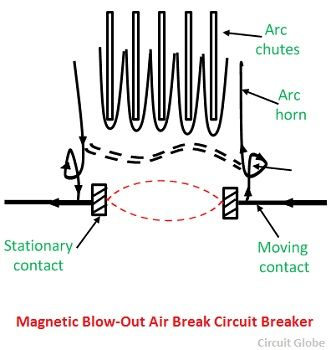 Arc
chutes
Arc
horn
Stationary
contact
Moving
contact
Magnetic Blow-Out Air Break Circuit Breaker
Circuit Globe